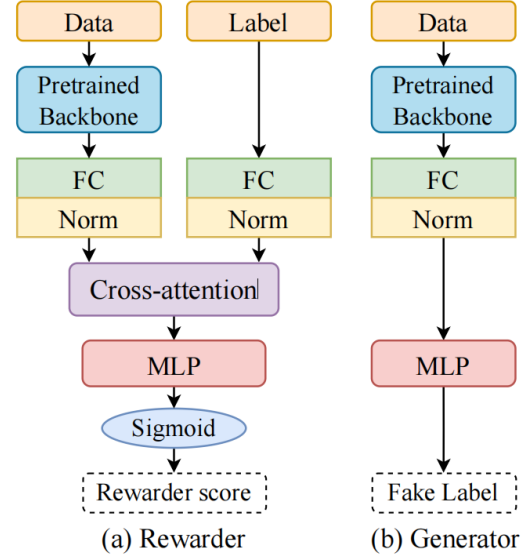 Data
Label
Data
Pretrained
Backbone
Pretrained
Backbone
FC
FC
FC
Norm
Norm
Norm
Cross-attention
MLP
MLP
Sigmoid
Rewarder score
Fake Label
(a) Rewarder
(b) Generator